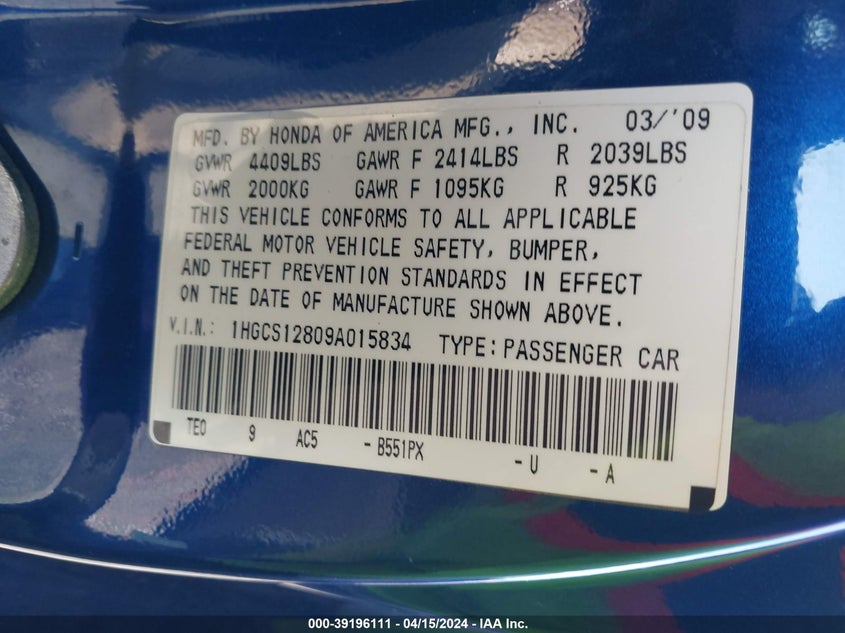 MFD. BY HONDA OF AMERICA MFG., INC. 03/'09
GVWR 4409LBS GAWR F 2414LBS R 2039LBS
GVWR 2000KG GAWR F 1095KG R 925KG
THIS VEHICLE CONFORMS TO ALL APPLICABLE
FEDERAL MOTOR VEHICLE SAFETY, BUMPER,
AND THEFT PREVENTION STANDARDS IN EFFECT
ON THE DATE OF MANUFACTURE SHOWN ABOVE.
V.I.N.: 1HGCS12809A015834 TYPE: PASSENGER CAR
TE0 9 AC5 - B551PX - U - A
000-39196111 - 04/15/2024 - IAA Inc.